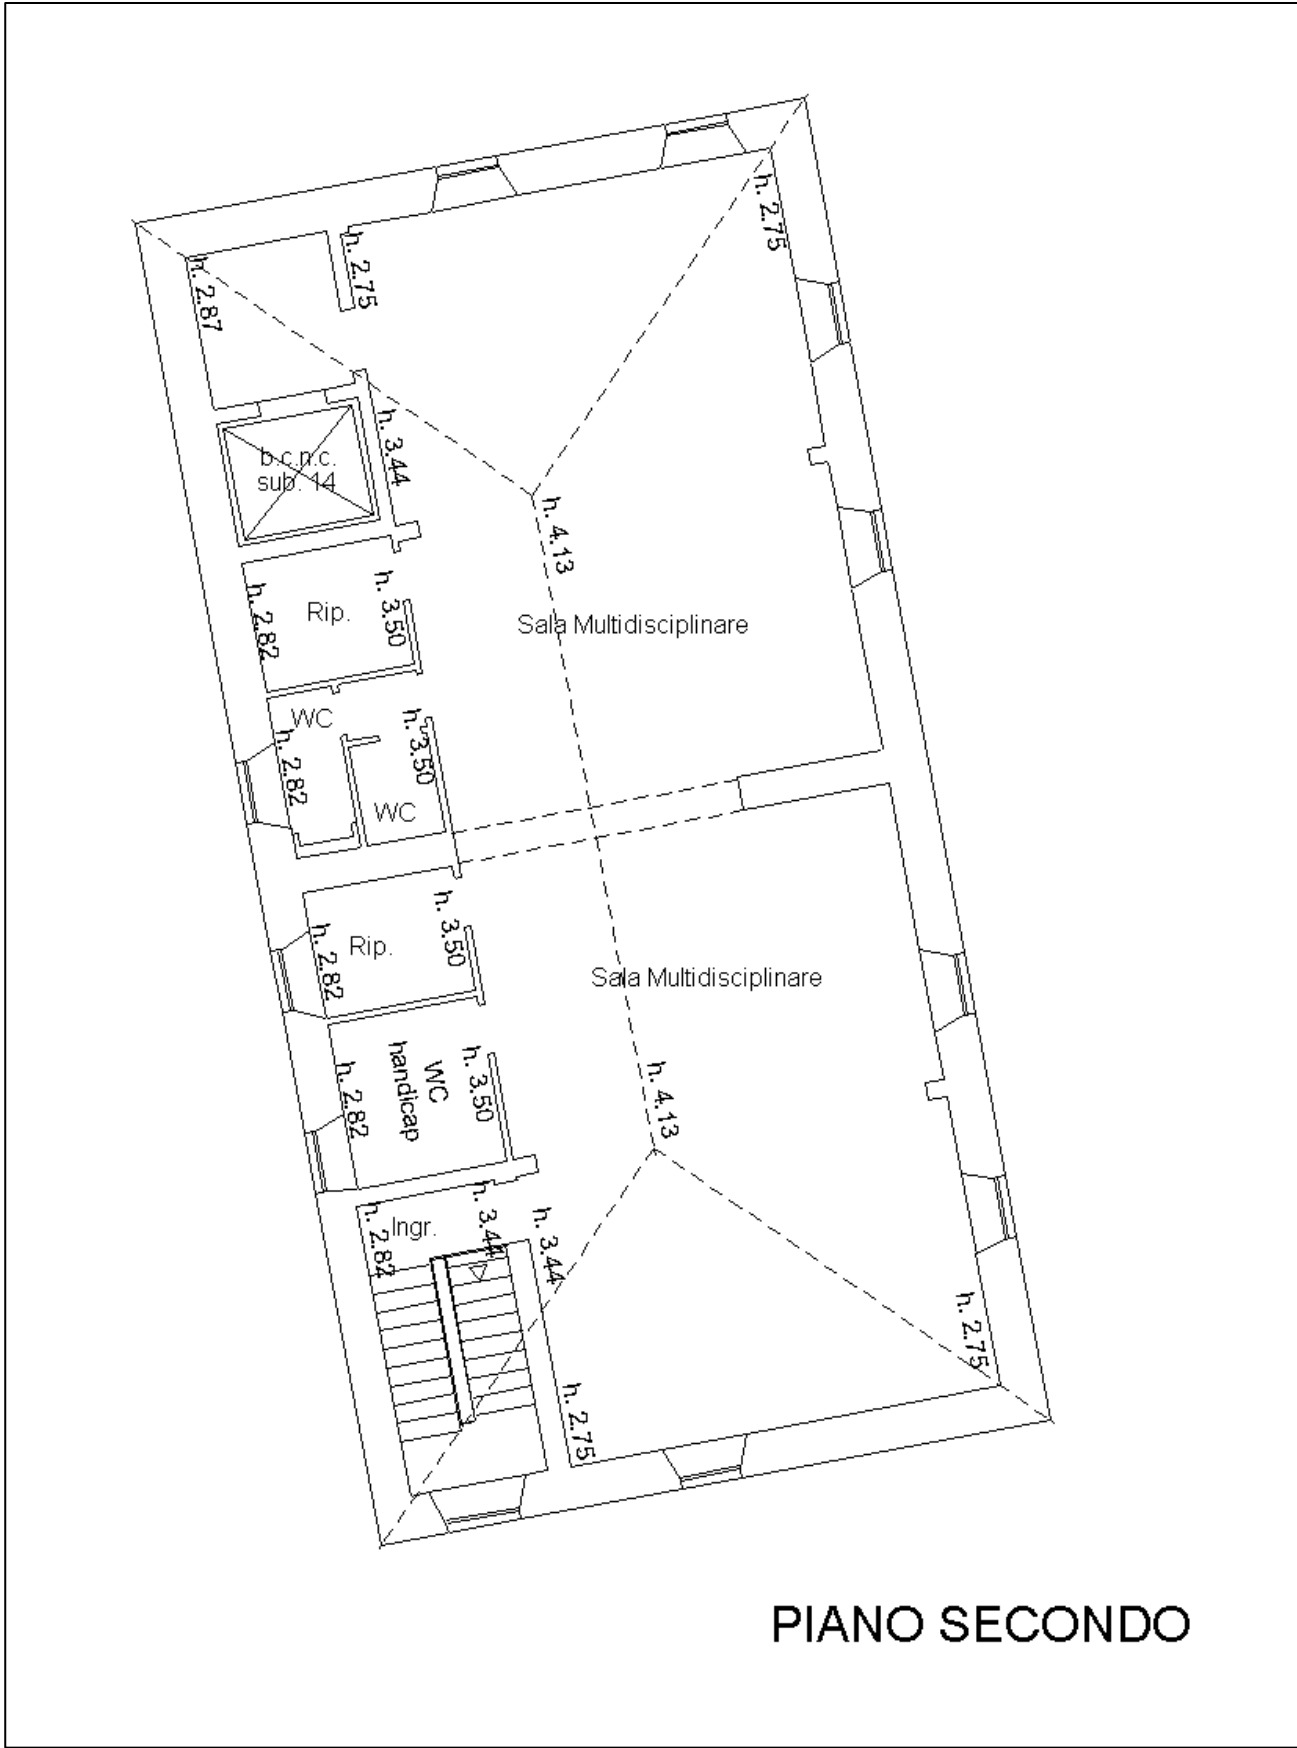 h. 2.75
h. 2.75
h. 2.87
h. 3.44
b.c.n.c.
sub. 14
h. 4.13
h. 3.50
h. 2.82
Rip.
Sala Multidisciplinare
WC
h. 3.50
h. 2.82
WC
h. 3.50
h. 2.82
Rip.
Sala Multidisciplinare
h. 3.50
WC
handicap
h. 2.82
h. 4.13
h. 3.44
h. 3.44
h. 2.82
Ingr.
h. 2.75
h. 2.75
PIANO SECONDO